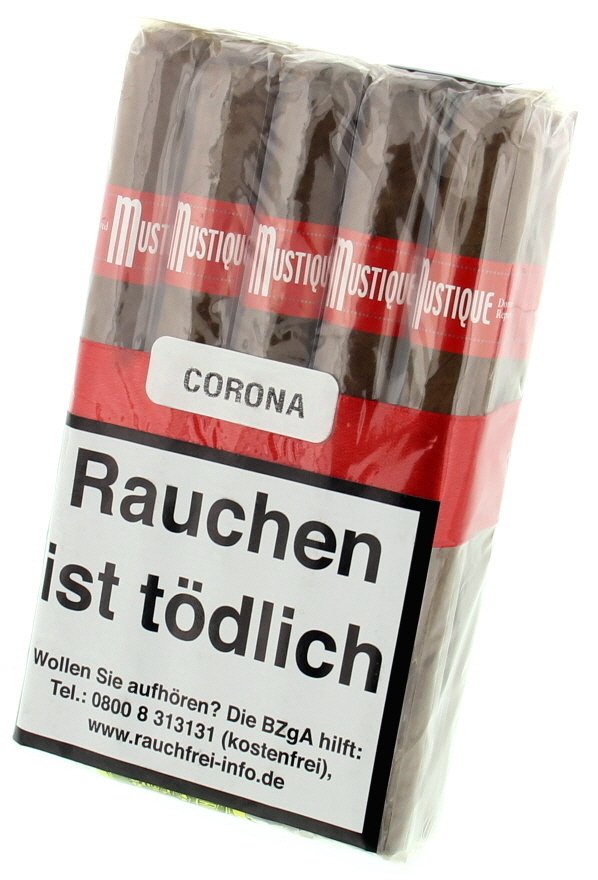 MUSTIQUE MUSTIQUE MUSTIQUE
CORONA
Rauchen
ist tödlich
Wollen Sie aufhören? Die BZgA hilft:
Tel.: 0800 8 313131 (kostenfrei),
www.rauchfrei-info.de